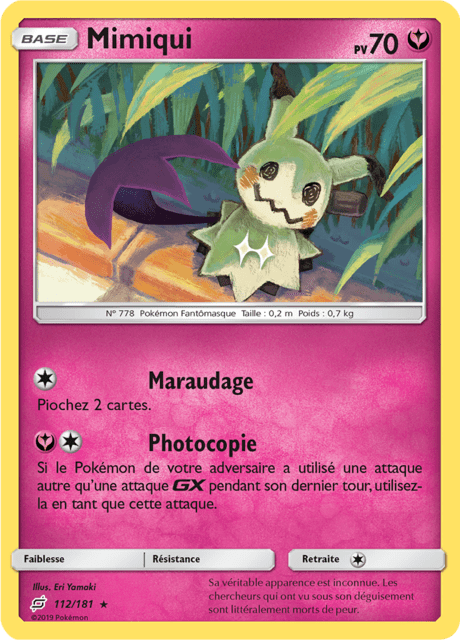 BASE Mimiqui PV70
N° 778 Pokémon Fantômasque Taille : 0,2 m Poids : 0,7 kg
Maraudage
Piochez 2 cartes.
Photocopie
Si le Pokémon de votre adversaire a utilisé une attaque
autre qu'une attaque GX pendant son dernier tour, utilisez-
la en tant que cette attaque.
Faiblesse Résistance Retraite
Illus. Eri Yamaki
112/181 ★
©2019 Pokémon
Sa véritable apparence est inconnue. Les
chercheurs qui ont vu sous son déguisement
sont littéralement morts de peur.